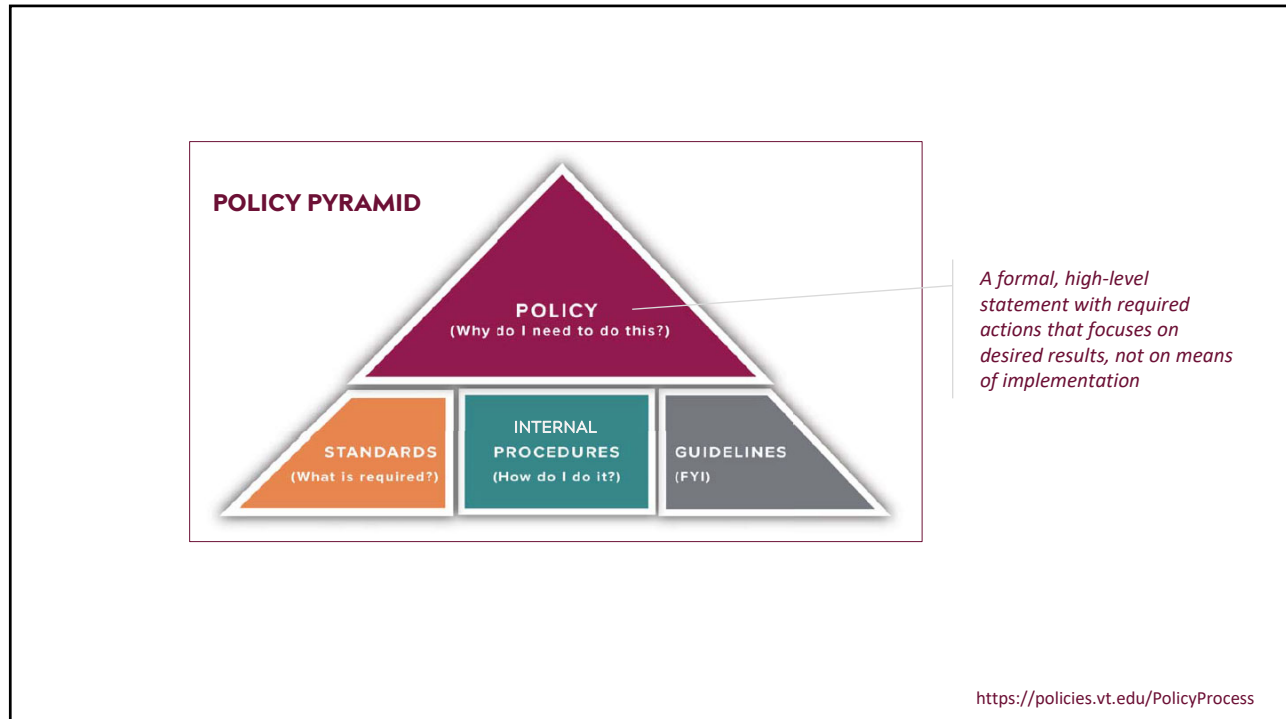 POLICY PYRAMID
POLICY
(Why do I need to do this?)
A formal, high-level
statement with required
actions that focuses on
desired results, not on means
of implementation
STANDARDS
(What is required?)
INTERNAL
PROCEDURES
(How do I do it?)
GUIDELINES
(FYI)
https://policies.vt.edu/PolicyProcess